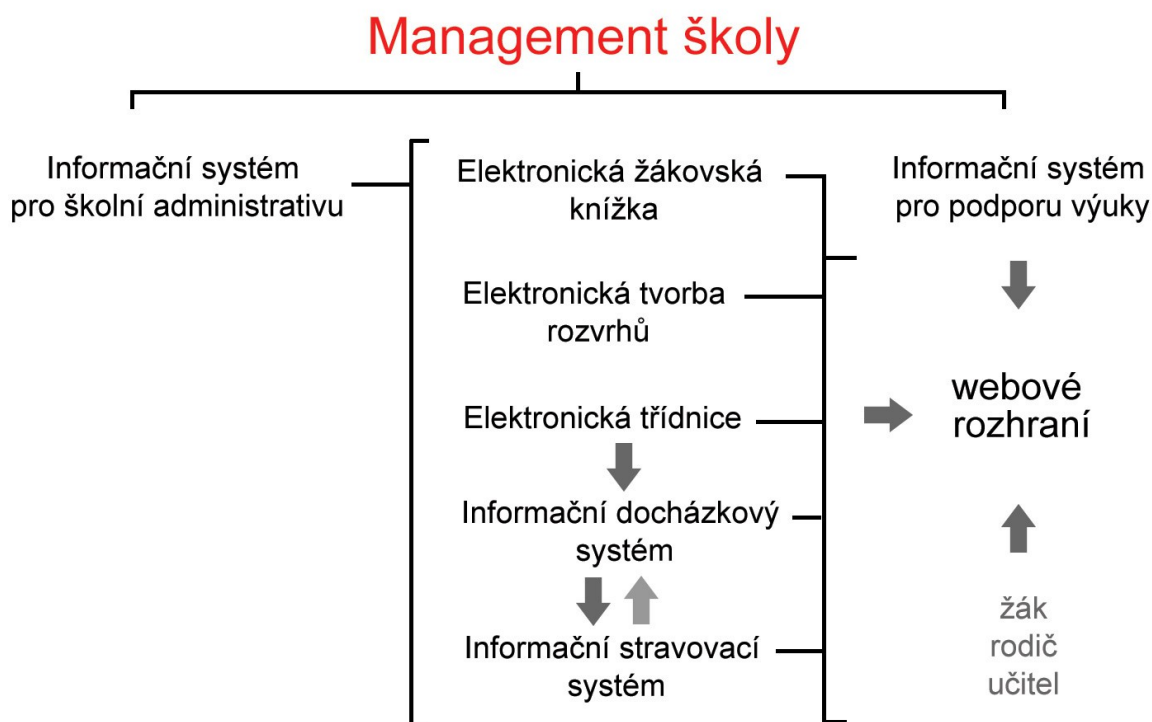 Management školy
Informační systém
pro školní administrativu
Elektronická žákovská
knížka
Elektronická tvorba
rozvrhů
Elektronická třídnice
Informační docházkový
systém
Informační stravovací
systém
Informační systém
pro podporu výuky
webové
rozhraní
žák
rodič
učitel